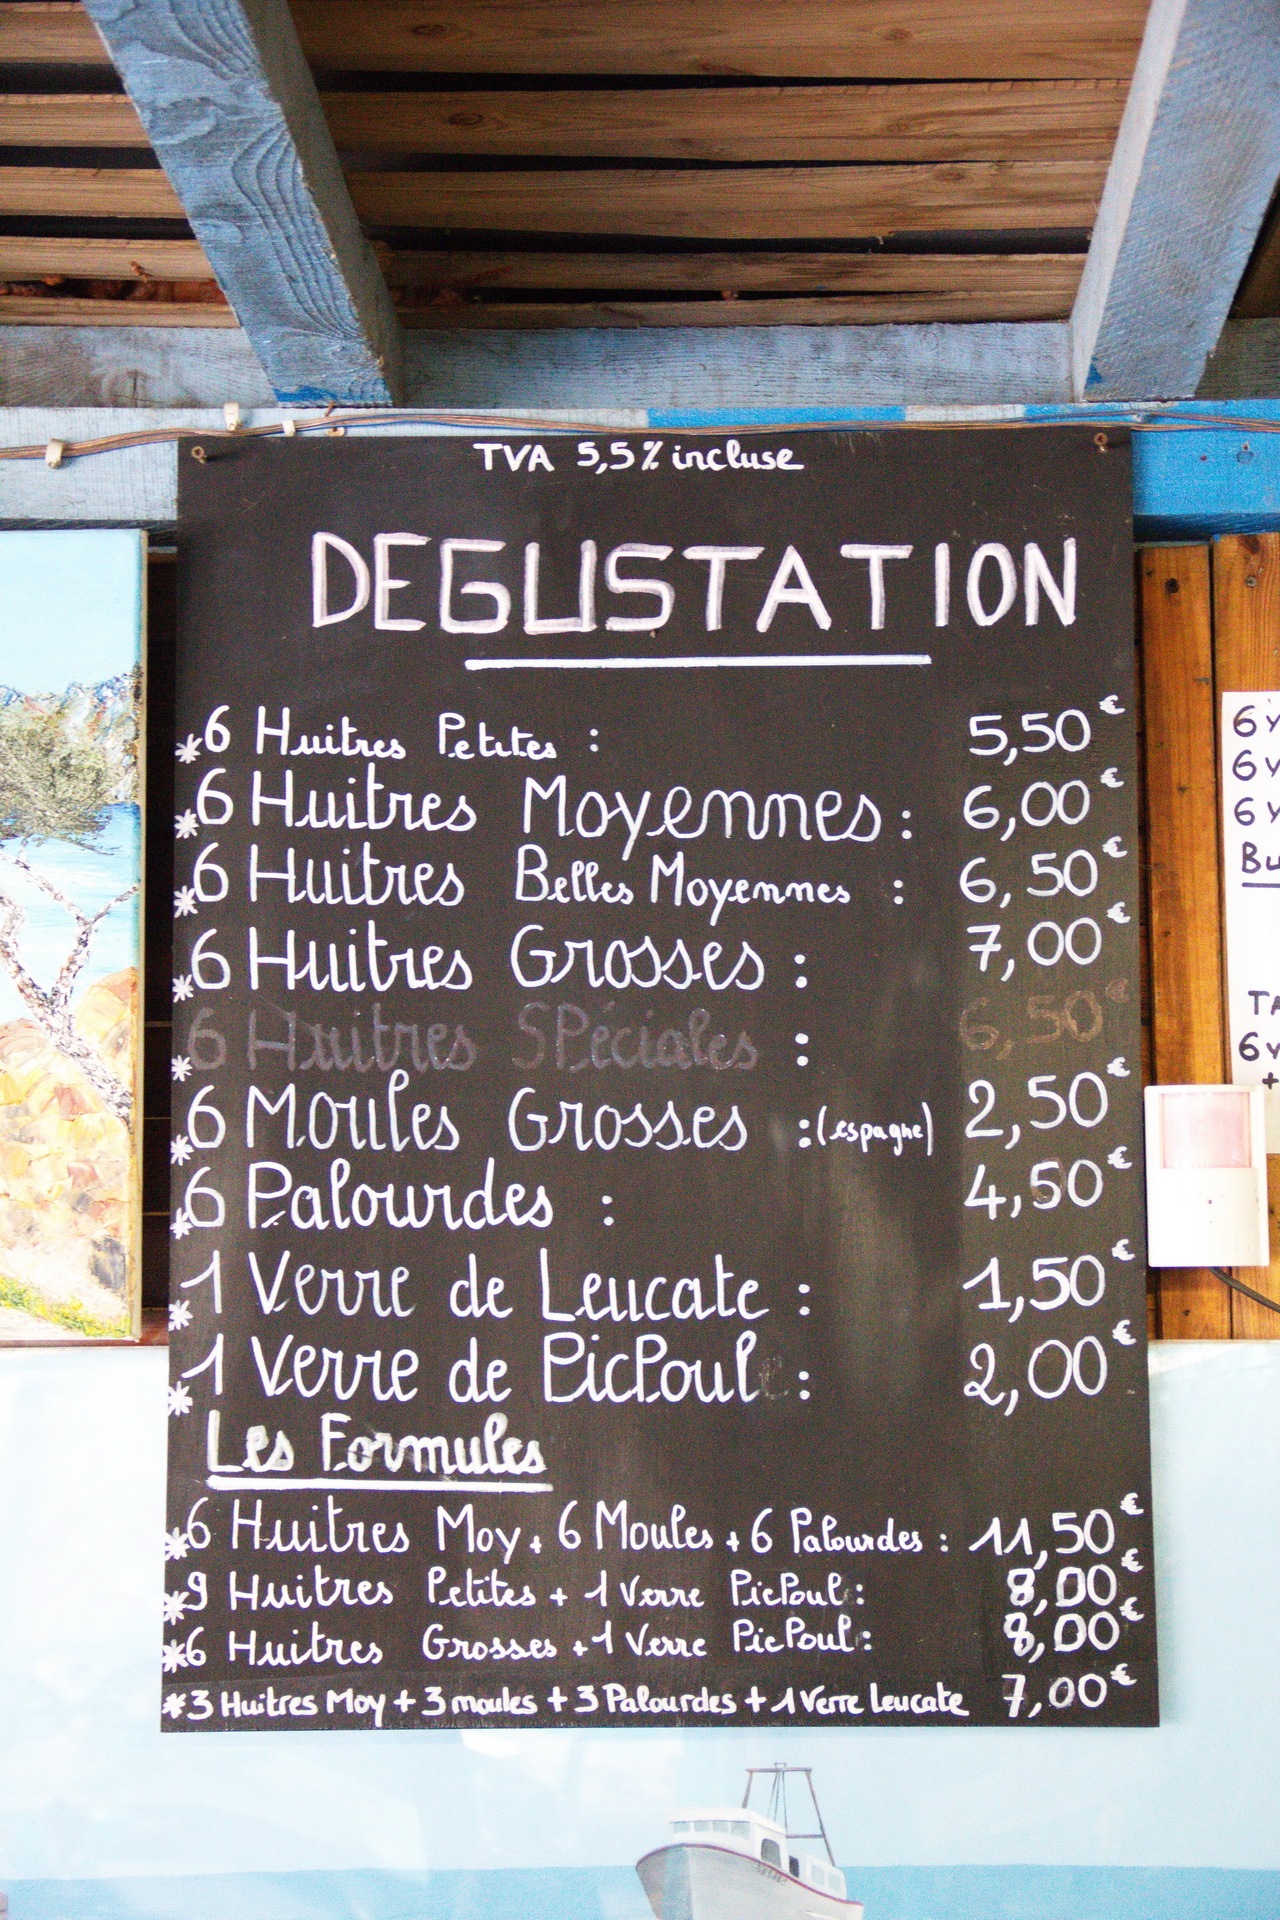 TVA 5,5% incluse
DEGUSTATION
*6 Huitres Petites : 5,50€
*6 Huitres Moyennes : 6,00€
*6 Huitres Belles Moyennes : 6,50€
*6 Huitres Grosses : 7,00€
*6 Huitres SPéciales : 6,50€
*6 Moules Grosses :(espagne) 2,50€
*6 Palourdes : 4,50€
*1 Verre de Leucate : 1,50€
*1 Verre de PicPoul : 2,00€
Les Formules
*6 Huitres Moy + 6 Moules + 6 Palourdes : 11,50€
*9 Huitres Petites + 1 Verre PicPoul : 8,00€
*6 Huitres Grosses + 1 Verre PicPoul : 8,00€
*3 Huitres Moy + 3 moules + 3 Palourdes + 1 Verre Leucate 7,00€